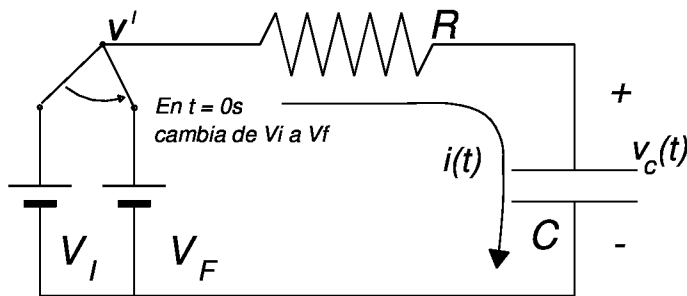 v'
R
En t = 0s
cambia de Vi a Vf
+
i(t)
v_c(t)
C
-
V_I
V_F